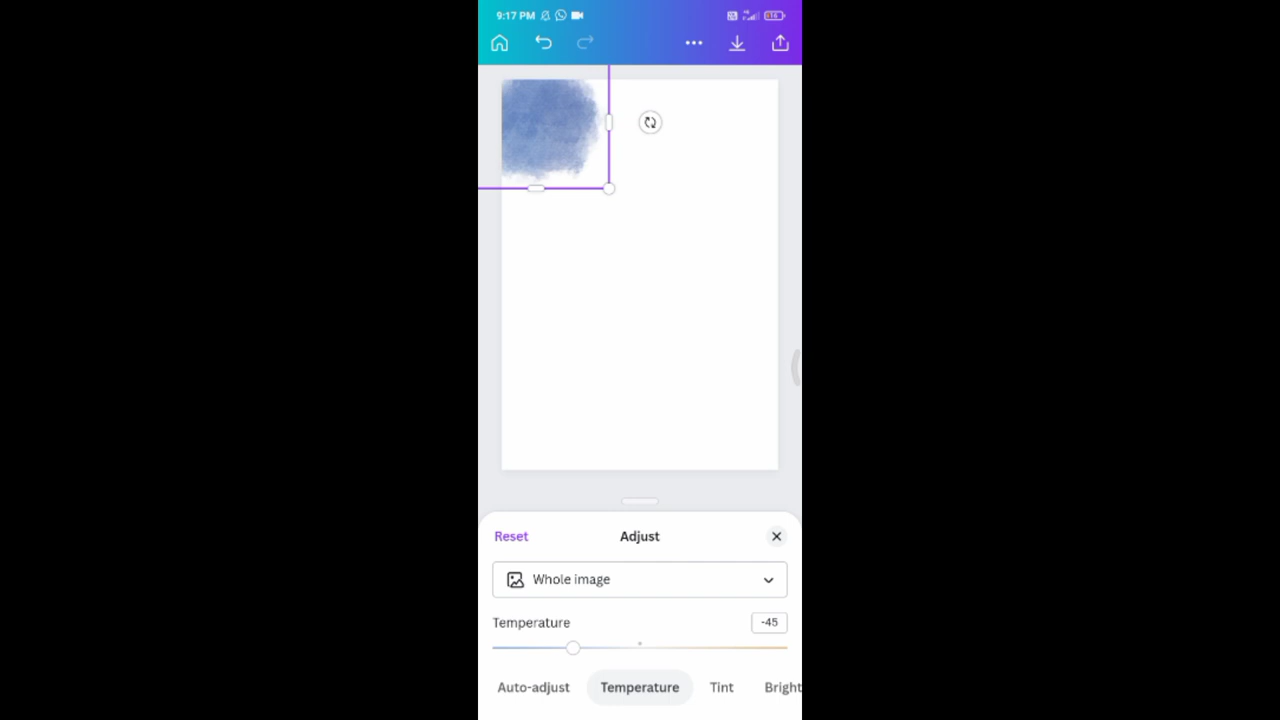 9:17 PM
Reset
Adjust
Whole image
Temperature
-45
Auto-adjust
Temperature
Tint
Bright